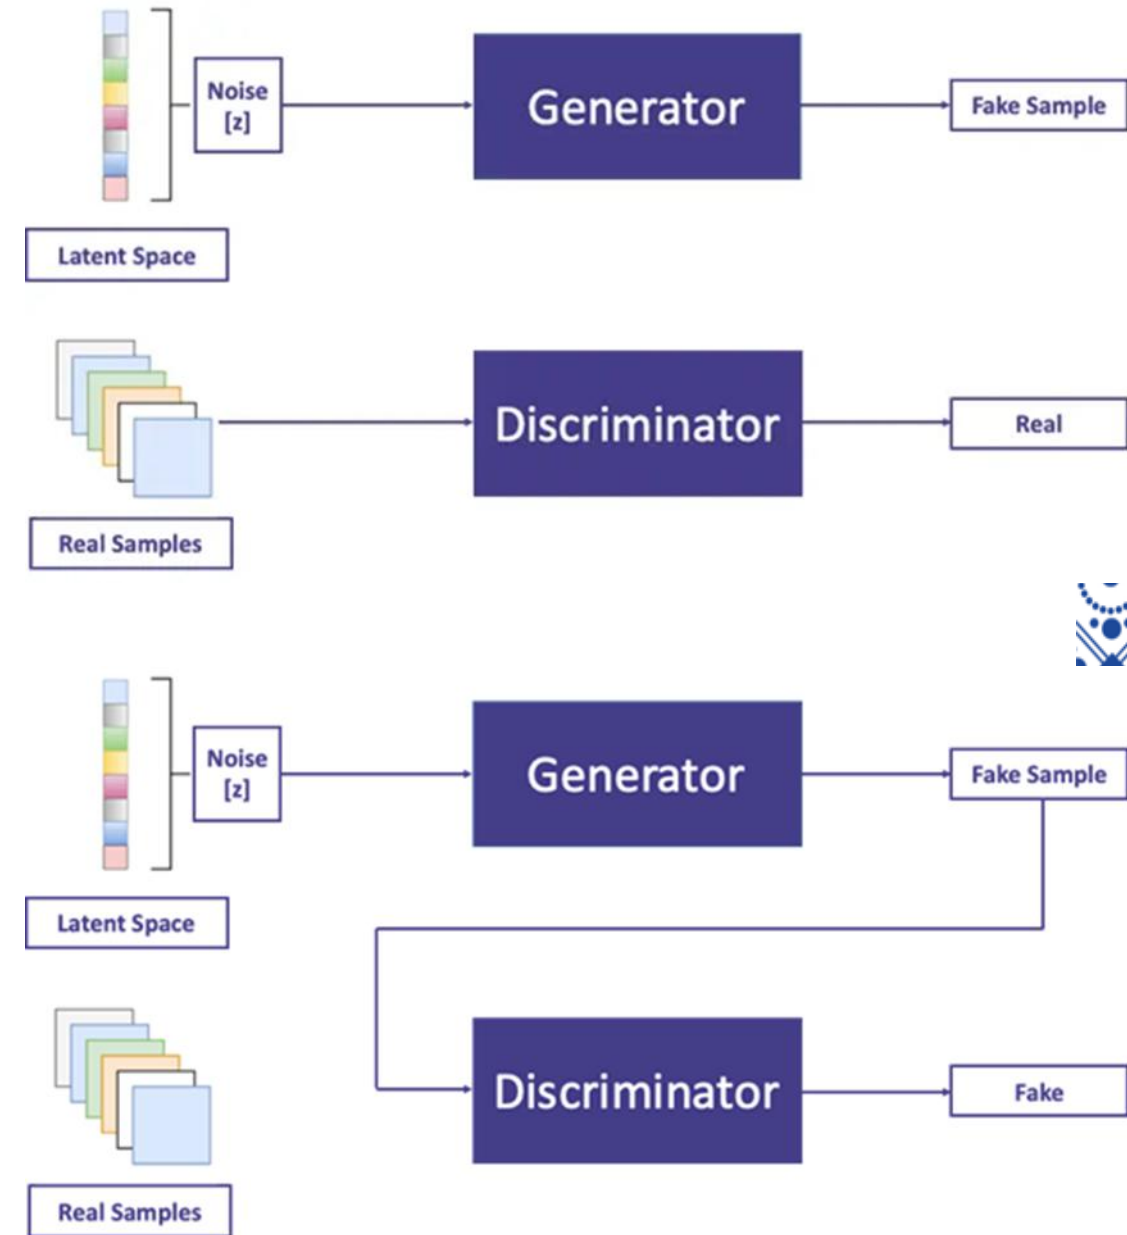 Noise
[z]
Generator
Fake Sample
Latent Space
Discriminator
Real
Real Samples
Noise
[z]
Generator
Fake Sample
Latent Space
Discriminator
Fake
Real Samples